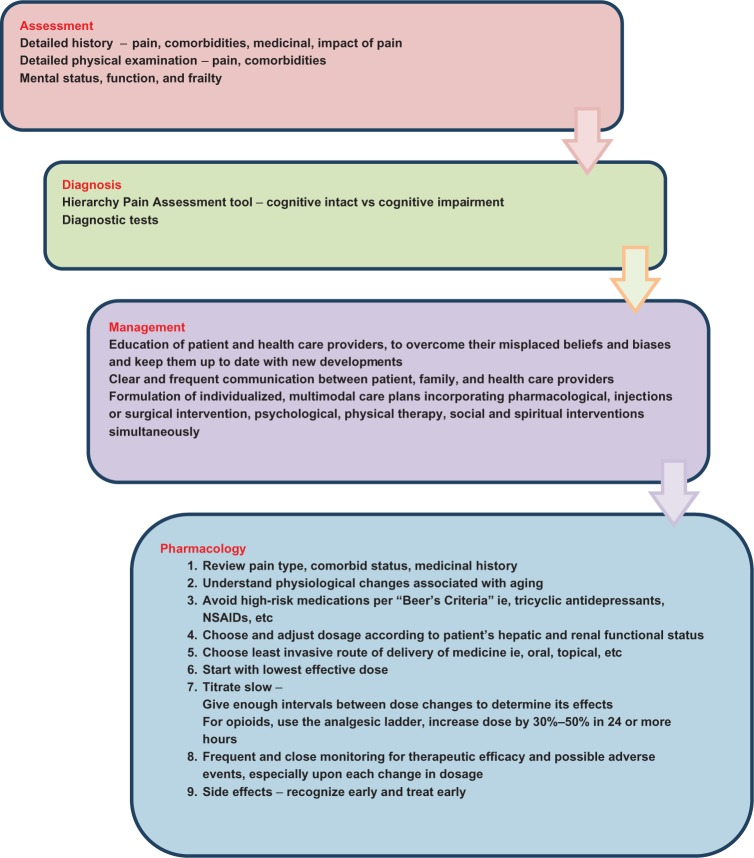 Assessment
Detailed history – pain, comorbidities, medicinal, impact of pain
Detailed physical examination – pain, comorbidities
Mental status, function, and frailty
Diagnosis
Hierarchy Pain Assessment tool – cognitive intact vs cognitive impairment
Diagnostic tests
Management
Education of patient and health care providers, to overcome their misplaced beliefs and biases
and keep them up to date with new developments
Clear and frequent communication between patient, family, and health care providers
Formulation of individualized, multimodal care plans incorporating pharmacological, injections
or surgical intervention, psychological, physical therapy, social and spiritual interventions
simultaneously
Pharmacology
1. Review pain type, comorbid status, medicinal history
2. Understand physiological changes associated with aging
3. Avoid high-risk medications per “Beer’s Criteria” ie, tricyclic antidepressants,
NSAIDs, etc
4. Choose and adjust dosage according to patient’s hepatic and renal functional status
5. Choose least invasive route of delivery of medicine ie, oral, topical, etc
6. Start with lowest effective dose
7. Titrate slow –
Give enough intervals between dose changes to determine its effects
For opioids, use the analgesic ladder, increase dose by 30%–50% in 24 or more
hours
8. Frequent and close monitoring for therapeutic efficacy and possible adverse
events, especially upon each change in dosage
9. Side effects – recognize early and treat early